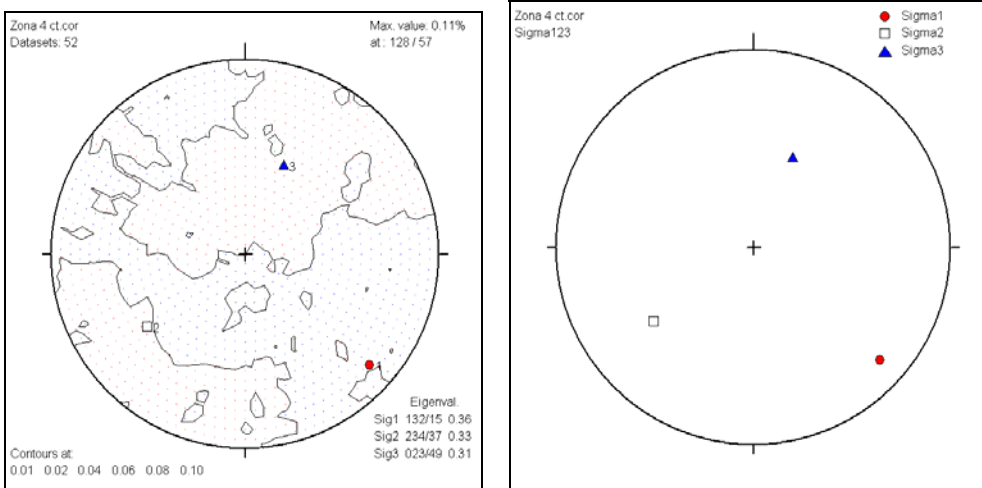 Zona 4 ct.cor
Datasets: 52
Max. value: 0.11%
at : 128 / 57
3
2
1
Eigenval.
Sig1 132/15 0.36
Sig2 234/37 0.33
Sig3 023/49 0.31
Contours at:
0.01 0.02 0.04 0.06 0.08 0.10
Zona 4 ct.cor
Sigma123
Sigma1
Sigma2
Sigma3